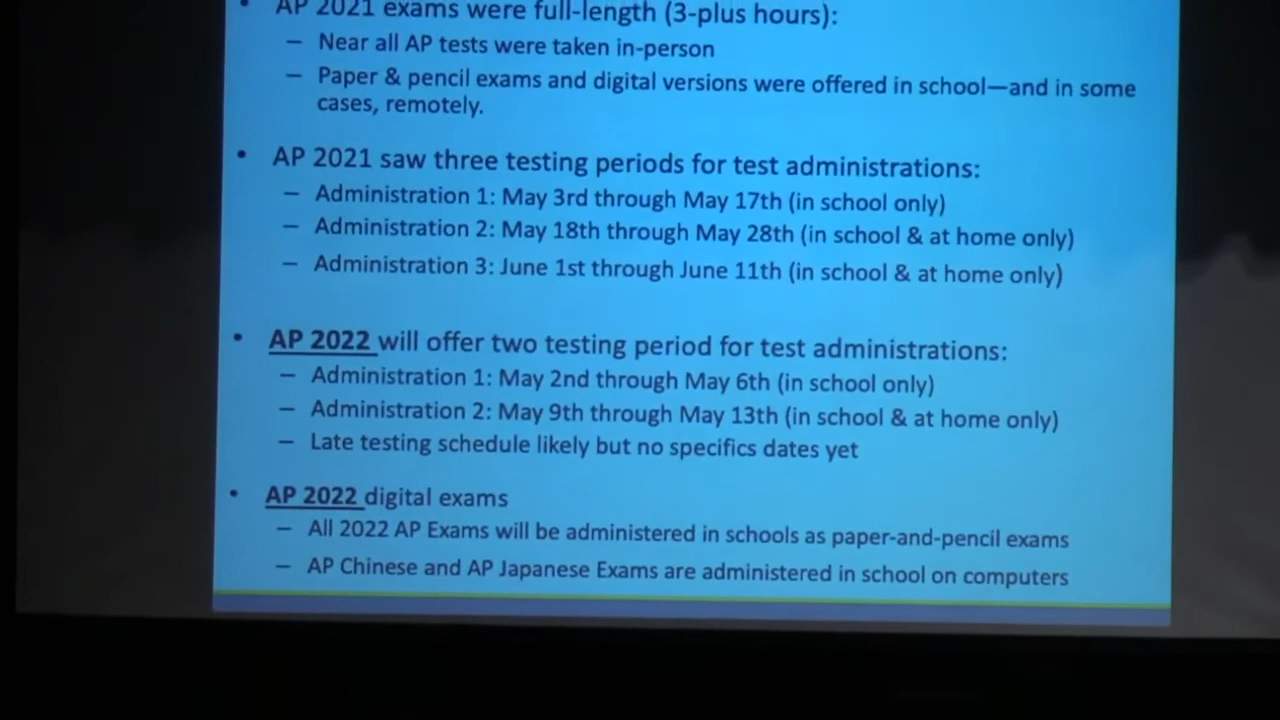 • AP 2021 exams were full-length (3-plus hours):
– Near all AP tests were taken in-person
– Paper & pencil exams and digital versions were offered in school—and in some
cases, remotely.
• AP 2021 saw three testing periods for test administrations:
– Administration 1: May 3rd through May 17th (in school only)
– Administration 2: May 18th through May 28th (in school & at home only)
– Administration 3: June 1st through June 11th (in school & at home only)
• AP 2022 will offer two testing period for test administrations:
– Administration 1: May 2nd through May 6th (in school only)
– Administration 2: May 9th through May 13th (in school & at home only)
– Late testing schedule likely but no specifics dates yet
• AP 2022 digital exams
– All 2022 AP Exams will be administered in schools as paper-and-pencil exams
– AP Chinese and AP Japanese Exams are administered in school on computers